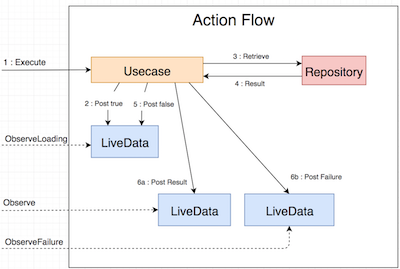 Action Flow
1 : Execute
Usecase
3 : Retrieve
4 : Result
Repository
2 : Post true
5 : Post false
ObserveLoading
LiveData
6a : Post Result
6b : Post Failure
Observe
LiveData
LiveData
ObserveFailure